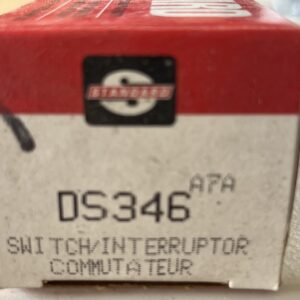 STANDARD
A7A
DS346
SWITCH/INTERRUPTOR
COMMUTATEUR